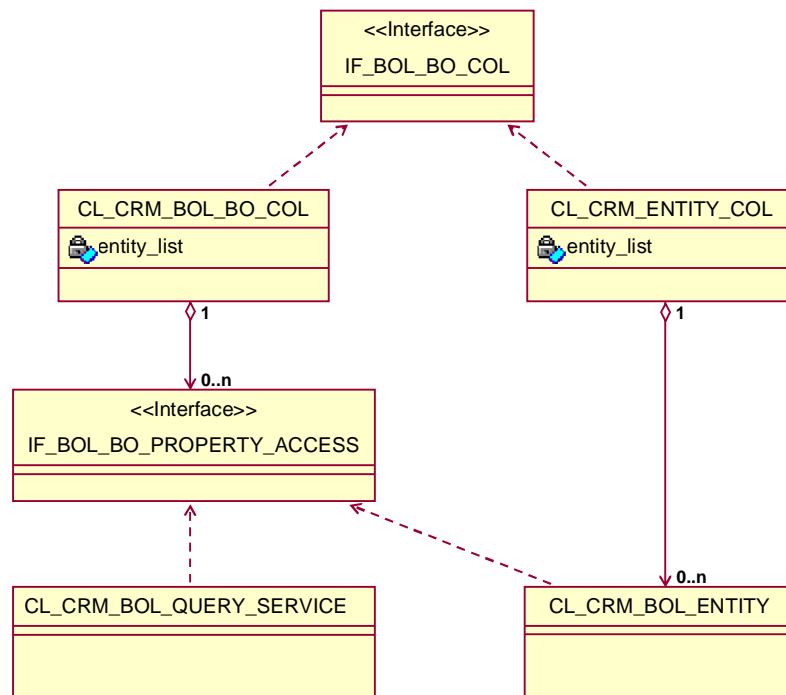 <<Interface>>
IF_BOL_BO_COL
CL_CRM_BOL_BO_COL
entity_list
CL_CRM_ENTITY_COL
entity_list
1
1
0..n
<<Interface>>
IF_BOL_BO_PROPERTY_ACCESS
0..n
CL_CRM_BOL_QUERY_SERVICE
CL_CRM_BOL_ENTITY